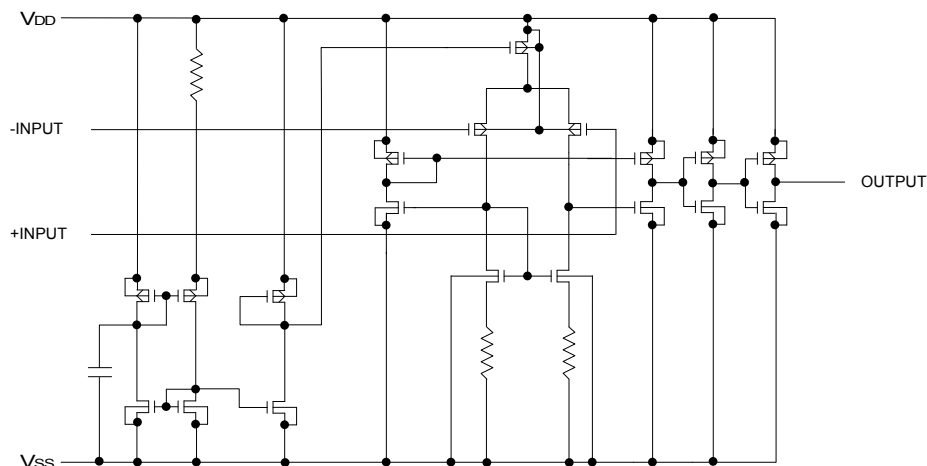 VDD
-INPUT
OUTPUT
+INPUT
VSS